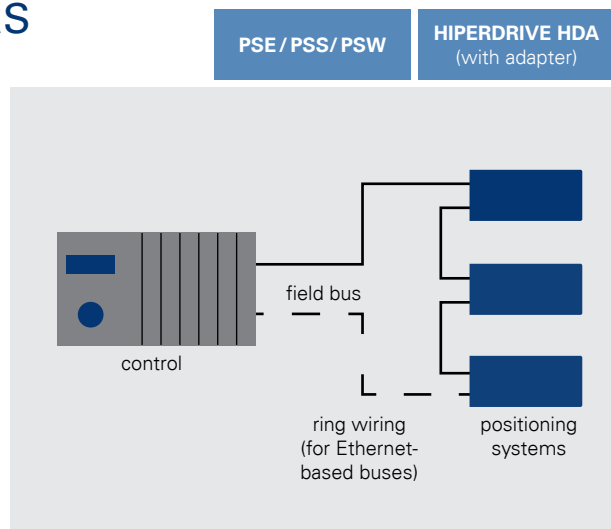 PSE / PSS / PSW
HIPERDRIVE HDA
(with adapter)
field bus
control
ring wiring
(for Ethernet-
based buses)
positioning
systems